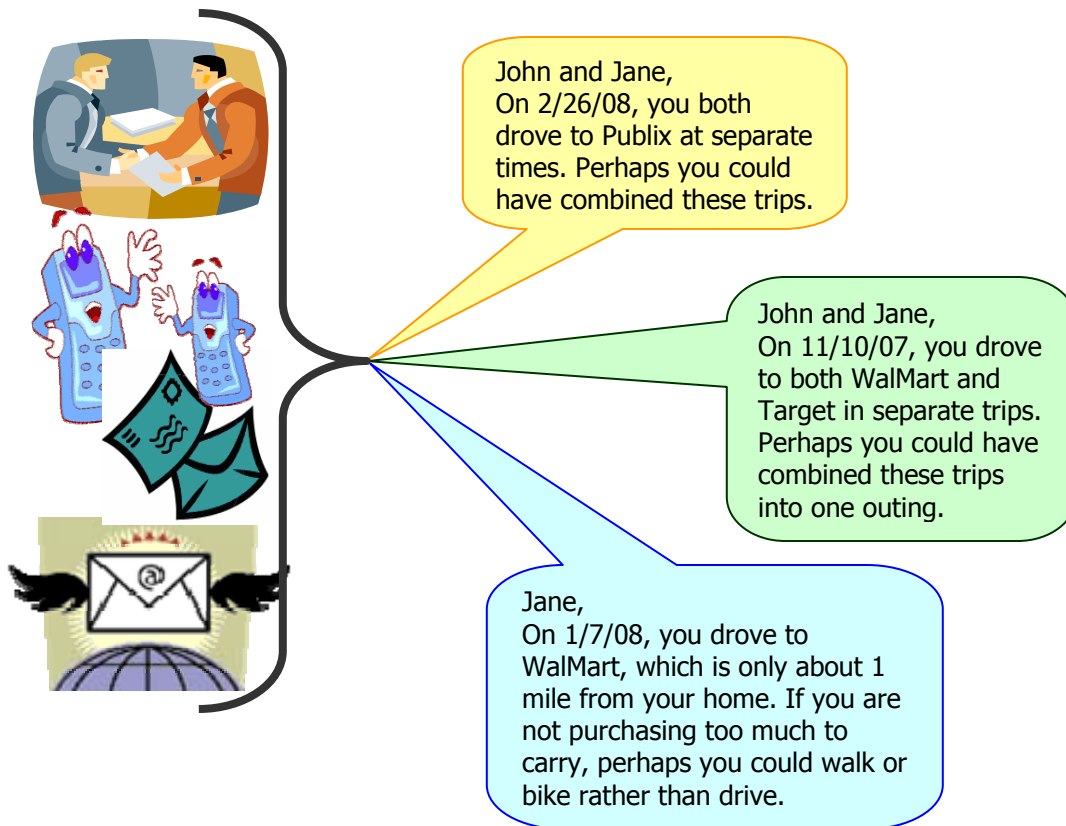 John and Jane,
On 2/26/08, you both
drove to Publix at separate
times. Perhaps you could
have combined these trips.
John and Jane,
On 11/10/07, you drove
to both WalMart and
Target in separate trips.
Perhaps you could have
combined these trips
into one outing.
@
Jane,
On 1/7/08, you drove to
WalMart, which is only about 1
mile from your home. If you are
not purchasing too much to
carry, perhaps you could walk or
bike rather than drive.